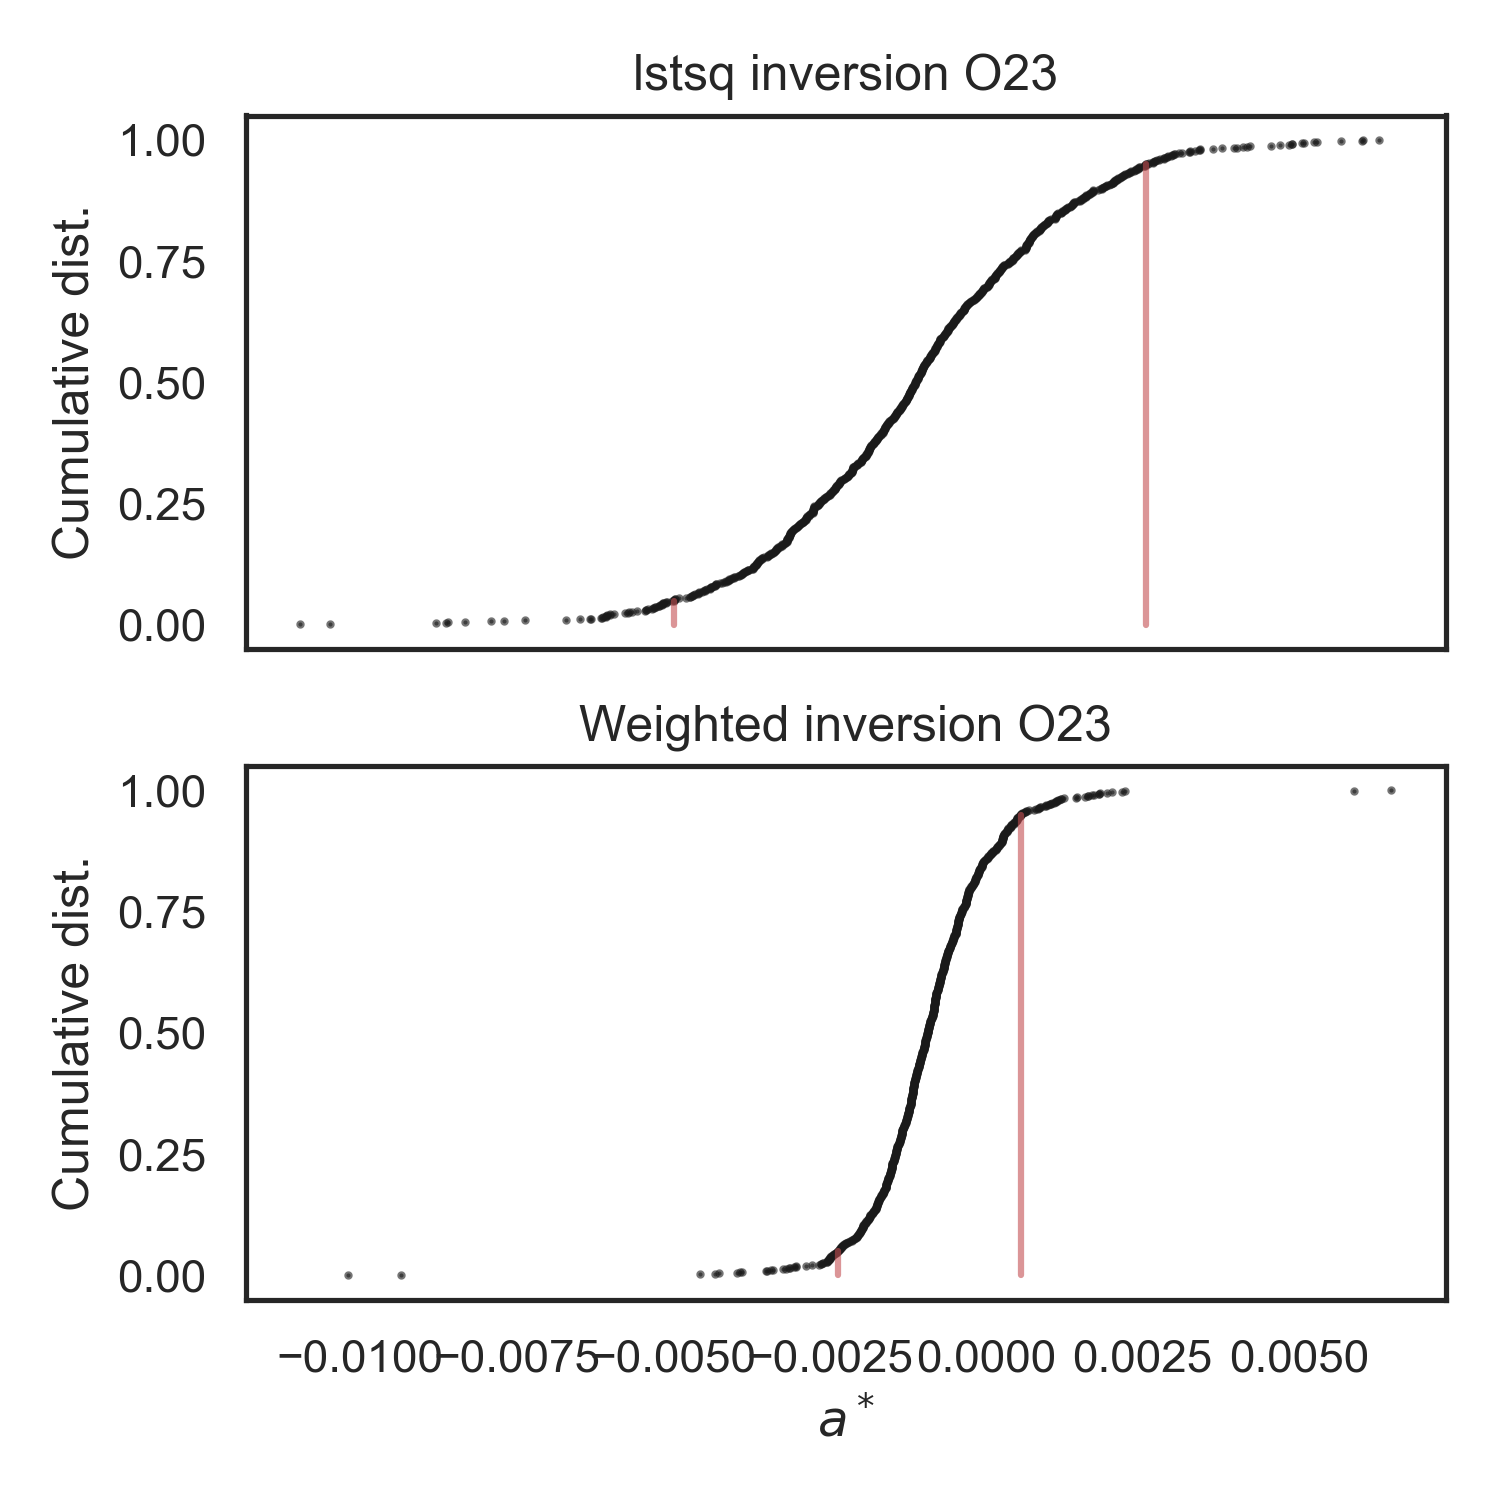 lstsq inversion O23
Cumulative dist.
1.00
0.75
0.50
0.25
0.00
Weighted inversion O23
Cumulative dist.
1.00
0.75
0.50
0.25
0.00
−0.0100 −0.0075 −0.0050 −0.0025 0.0000 0.0025 0.0050
a*